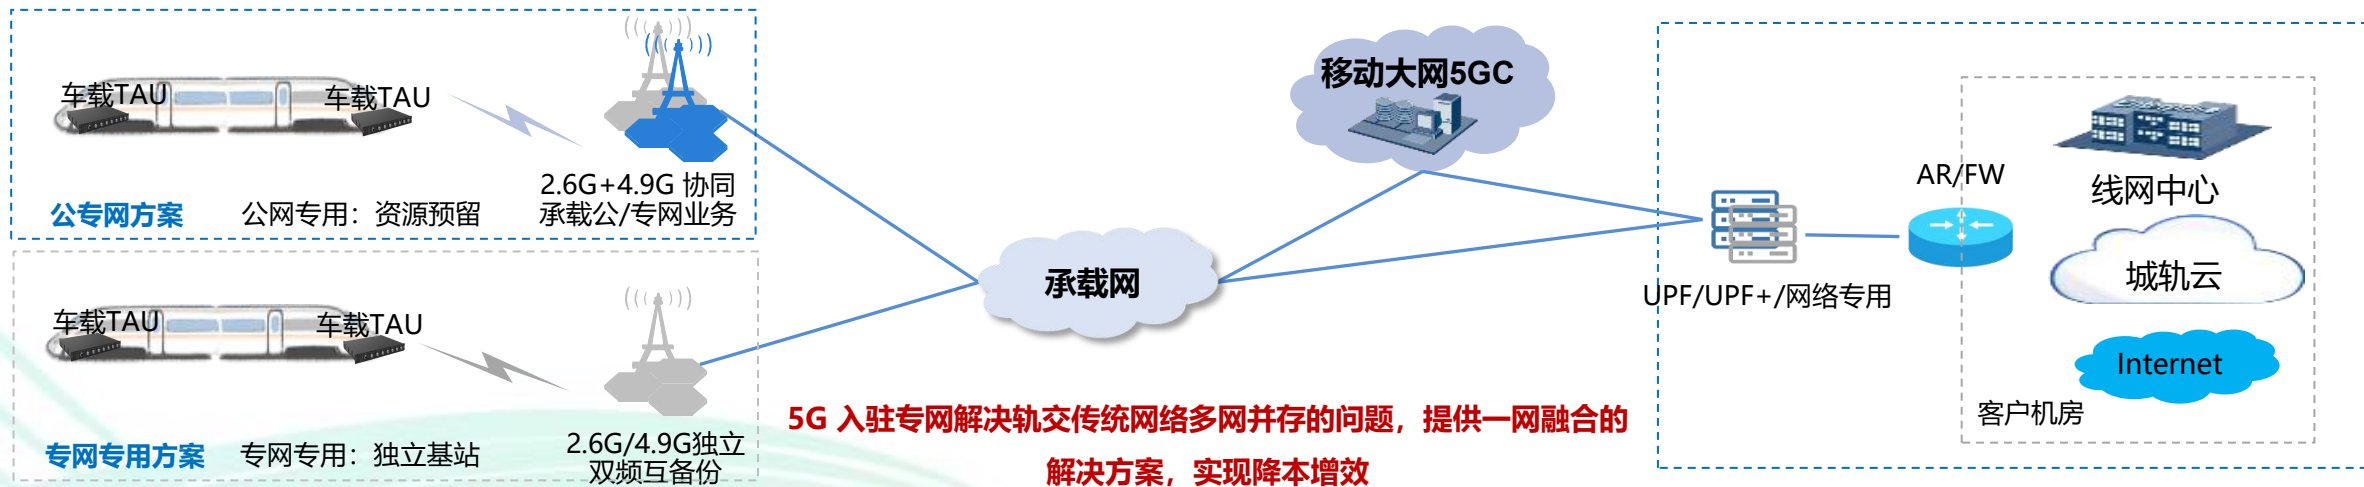 车载TAU
车载TAU
2.6G+4.9G 协同
承载公/专网业务
公专网方案
公网专用：资源预留
车载TAU
车载TAU
2.6G/4.9G独立
双频互备份
专网专用方案
专网专用：独立基站
承载网
移动大网5GC
5G 入驻专网解决轨交传统网络多网并存的问题，提供一网融合的
解决方案，实现降本增效
UPF/UPF+/网络专用
AR/FW
线网中心
城轨云
Internet
客户机房